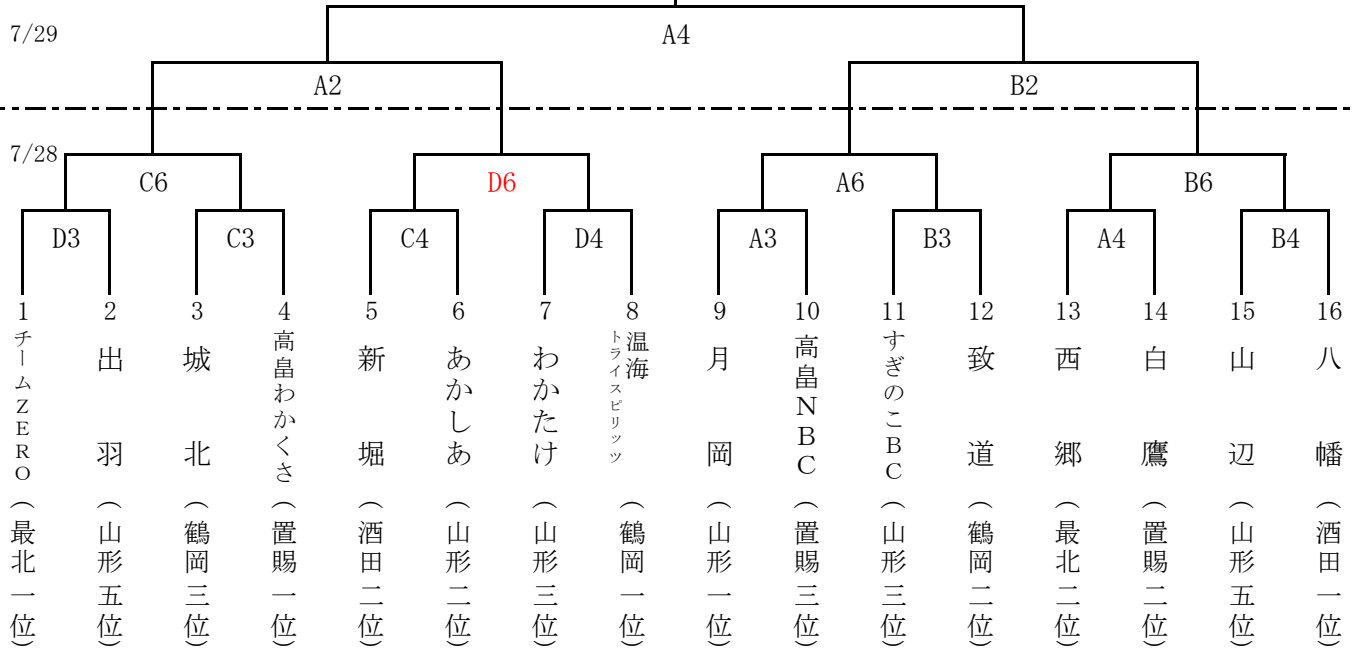 7/29
A4
A2
B2
7/28
C6
D6
A6
B6
D3
C3
C4
D4
A3
B3
A4
B4
1
2
3
4
5
6
7
8
9
10
11
12
13
14
15
16
チームZERO(最北一位)
出羽(山形五位)
城北(鶴岡三位)
高畠わかくさ(置賜一位)
新堀(酒田二位)
あかしあ(山形二位)
わかたけ(山形三位)
温海
トライスピリッツ
(鶴岡一位)
月岡(山形一位)
高畠NBC(置賜三位)
すぎのこBC(山形三位)
致道(鶴岡二位)
西郷(最北二位)
白鷹(置賜二位)
山辺(山形五位)
八幡(酒田一位)